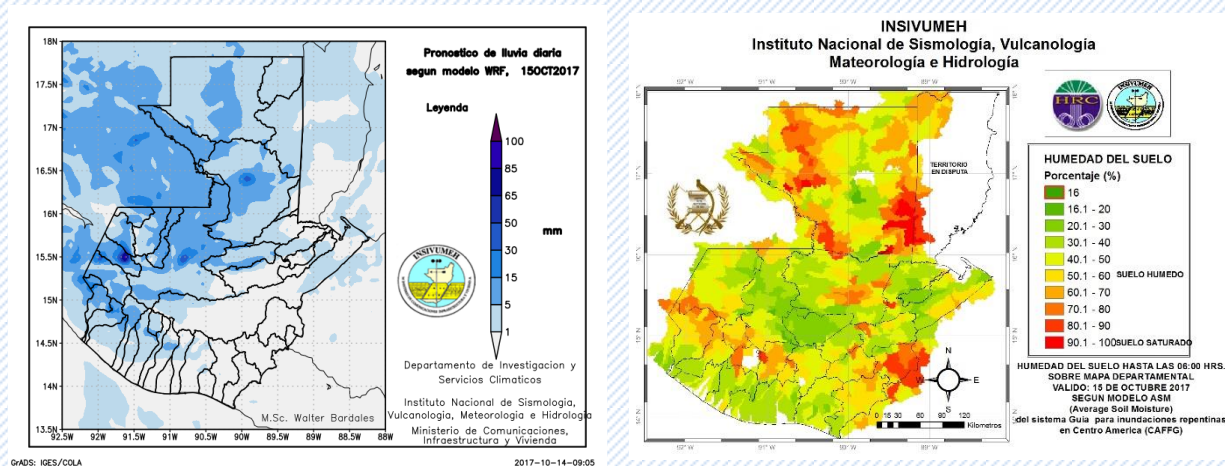 Pronostico de lluvia diaria
segun modelo WRF, 15OCT2017
Leyenda
100
85
65
50
30
15
5
1
mm
18N
17.5N
17N
16.5N
16N
15.5N
15N
14.5N
14N
13.5N
92.5W 92W 91.5W 91W 90.5W 90W 89.5W 89W 88.5W 88W
INSIVUMEH
Departamento de Investigacion y
Servicios Climaticos
Instituto Nacional de Sismologia,
Vulcanologia, Meteorologia e Hidrologia
Ministerio de Comunicaciones,
Infraestructura y Vivienda
M.Sc. Walter Bardales
GrADS: IGES/COLA
2017-10-14-09:05
INSIVUMEH
Instituto Nacional de Sismología, Vulcanología
Mateorología e Hidrología
92° W 91° W 90° W 89° W
HRC
TERRITORIO
EN DISPUTA
HUMEDAD DEL SUELO
Porcentaje (%)
16
16.1 - 20
20.1 - 30
30.1 - 40
40.1 - 50
50.1 - 60 SUELO HUMEDO
60.1 - 70
70.1 - 80
80.1 - 90
90.1 - 100 SUELO SATURADO
N
W E
S
0 15 30 60 90 120
Kilometros
HUMEDAD DEL SUELO HASTA LAS 06:00 HRS.
SOBRE MAPA DEPARTAMENTAL
VALIDO: 15 DE OCTUBRE 2017
SEGUN MODELO ASM
(Average Soil Moisture)
del sistema Guia para inundaciones repentinas
en Centro America (CAFFG)